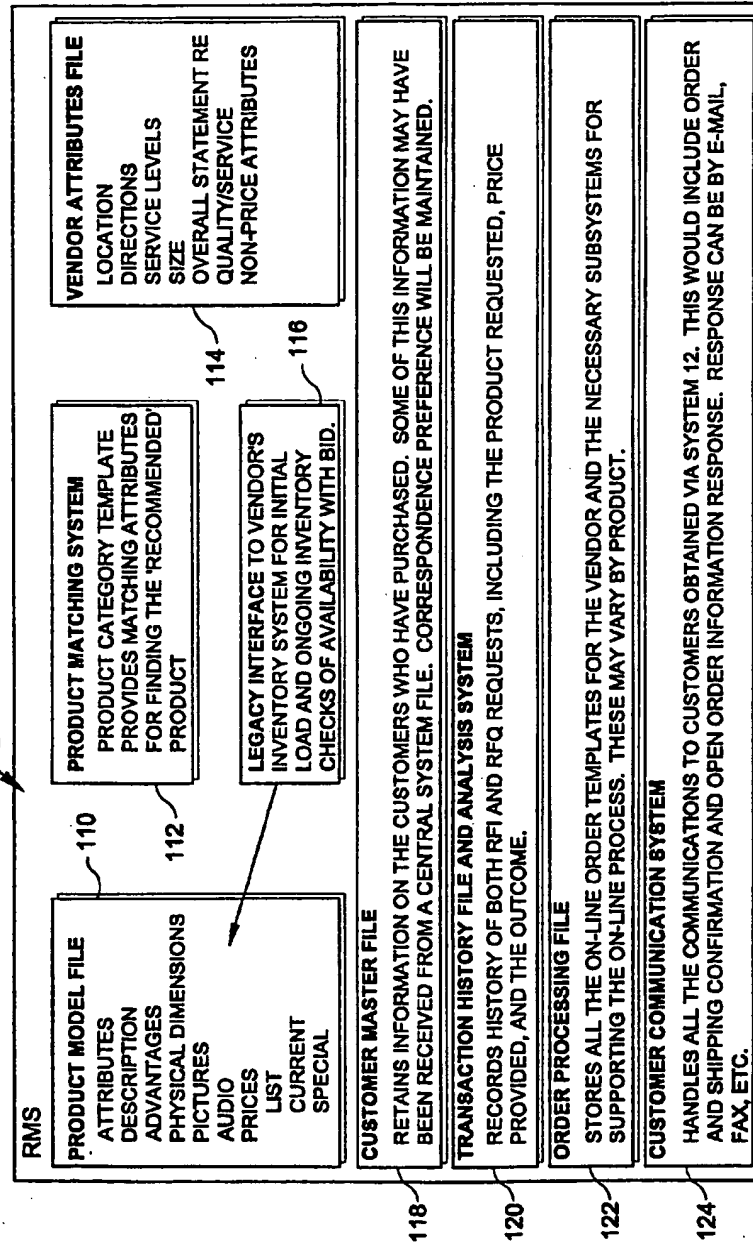 RMS
PRODUCT MODEL FILE
ATTRIBUTES
DESCRIPTION
ADVANTAGES
PHYSICAL DIMENSIONS
PICTURES
AUDIO
PRICES
LIST
CURRENT
SPECIAL
110
PRODUCT MATCHING SYSTEM
PRODUCT CATEGORY TEMPLATE
PROVIDES MATCHING ATTRIBUTES
FOR FINDING THE 'RECOMMENDED'
PRODUCT
112
LEGACY INTERFACE TO VENDOR'S
INVENTORY SYSTEM FOR INITIAL
LOAD AND ONGOING INVENTORY
CHECKS OF AVAILABILITY WITH BID.
116
VENDOR ATTRIBUTES FILE
LOCATION
DIRECTIONS
SERVICE LEVELS
SIZE
OVERALL STATEMENT RE
QUALITY/SERVICE
NON-PRICE ATTRIBUTES
114
CUSTOMER MASTER FILE
RETAINS INFORMATION ON THE CUSTOMERS WHO HAVE PURCHASED. SOME OF THIS INFORMATION MAY HAVE
BEEN RECEIVED FROM A CENTRAL SYSTEM FILE. CORRESPONDENCE PREFERENCE WILL BE MAINTAINED.
118
TRANSACTION HISTORY FILE AND ANALYSIS SYSTEM
RECORDS HISTORY OF BOTH RFI AND RFQ REQUESTS, INCLUDING THE PRODUCT REQUESTED, PRICE
PROVIDED, AND THE OUTCOME.
120
ORDER PROCESSING FILE
STORES ALL THE ON-LINE ORDER TEMPLATES FOR THE VENDOR AND THE NECESSARY SUBSYSTEMS FOR
SUPPORTING THE ON-LINE PROCESS. THESE MAY VARY BY PRODUCT.
122
CUSTOMER COMMUNICATION SYSTEM
HANDLES ALL THE COMMUNICATIONS TO CUSTOMERS OBTAINED VIA SYSTEM 12. THIS WOULD INCLUDE ORDER
AND SHIPPING CONFIRMATION AND OPEN ORDER INFORMATION RESPONSE. RESPONSE CAN BE BY E-MAIL,
FAX, ETC.
124